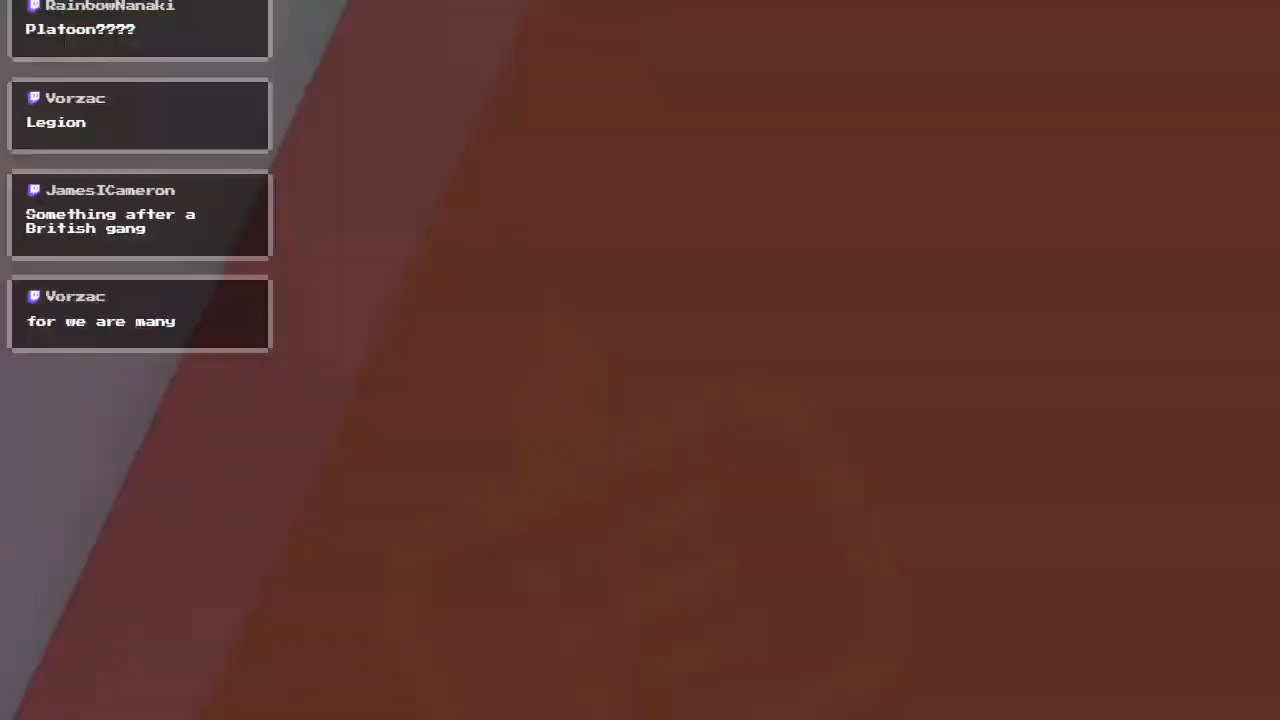 RainbowNanaki
Platoon????
Vorzac
Legion
JamesICameron
Something after a
British gang
Vorzac
for we are many